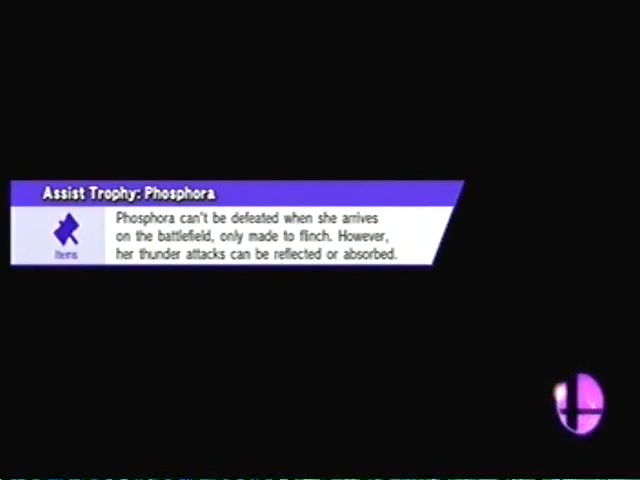 Assist Trophy: Phosphora
Phosphora can't be defeated when she arrives
on the battlefield, only made to flinch. However,
her thunder attacks can be reflected or absorbed.
Items